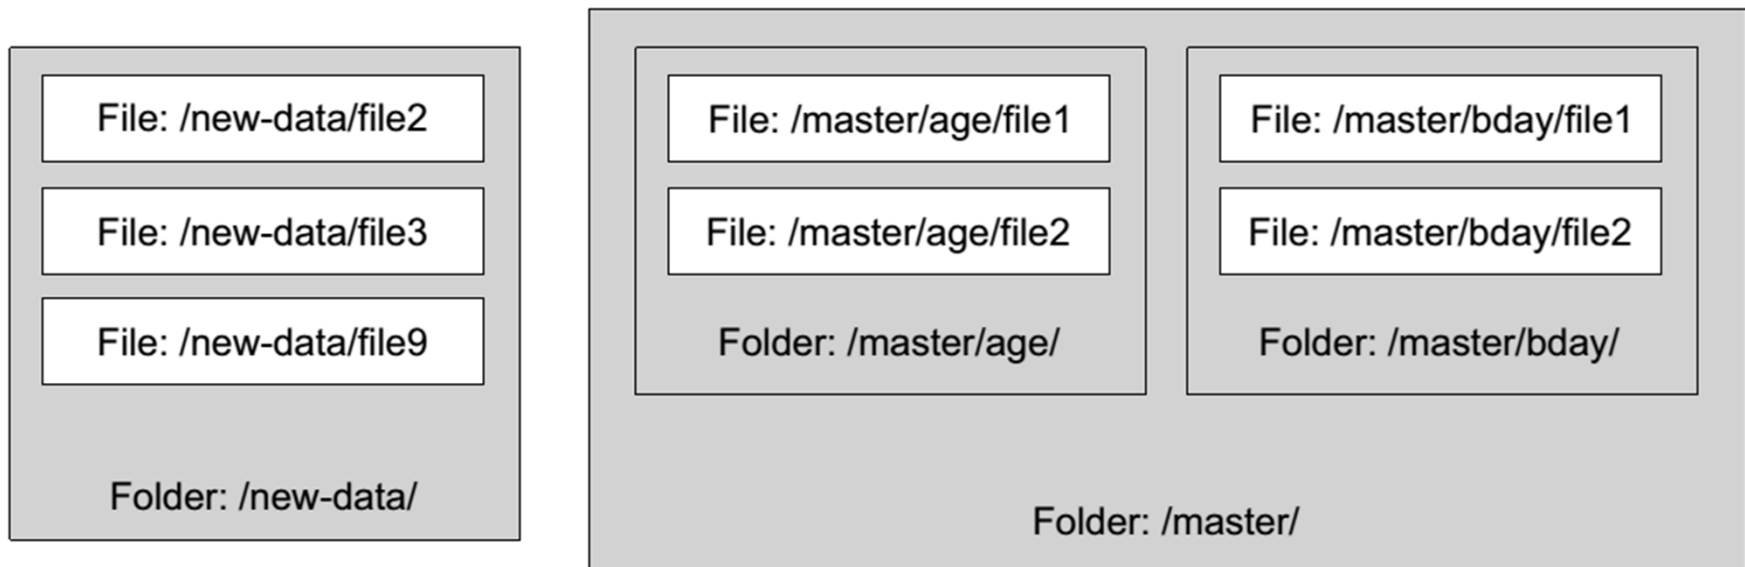 File: /new-data/file2
File: /new-data/file3
File: /new-data/file9
Folder: /new-data/
File: /master/age/file1
File: /master/age/file2
Folder: /master/age/
File: /master/bday/file1
File: /master/bday/file2
Folder: /master/bday/
Folder: /master/